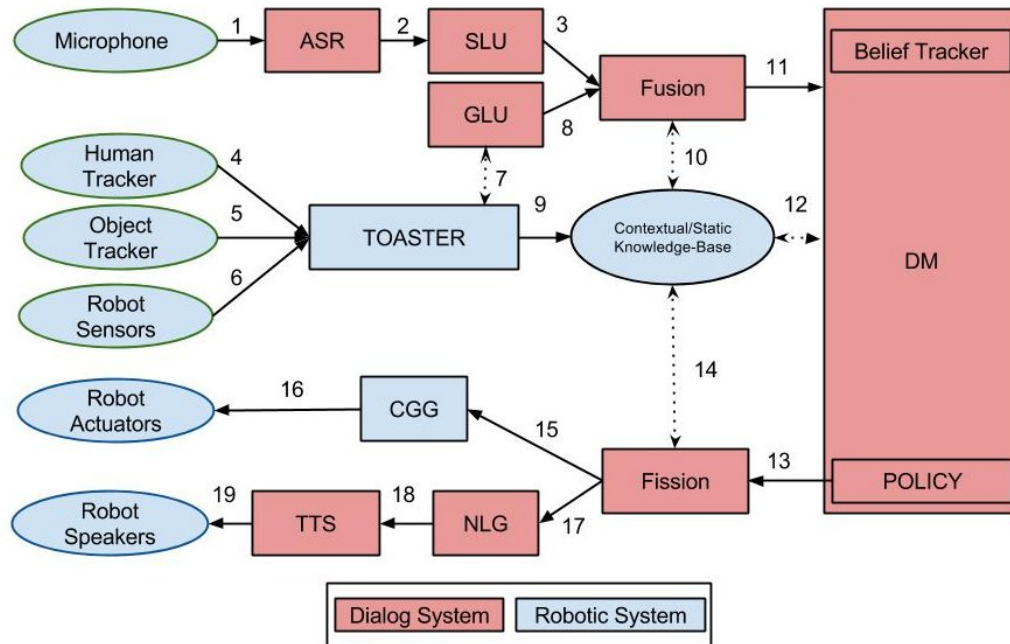 1
2
3
11
Microphone
ASR
SLU
Belief Tracker
Fusion
GLU
8
Human
Tracker
4
7
10
5
Object
Tracker
TOASTER
9
Contextual/Static
Knowledge-Base
12
DM
6
Robot
Sensors
14
16
Robot
Actuators
CGG
15
13
Fission
POLICY
19
18
17
Robot
Speakers
TTS
NLG
Dialog System
Robotic System